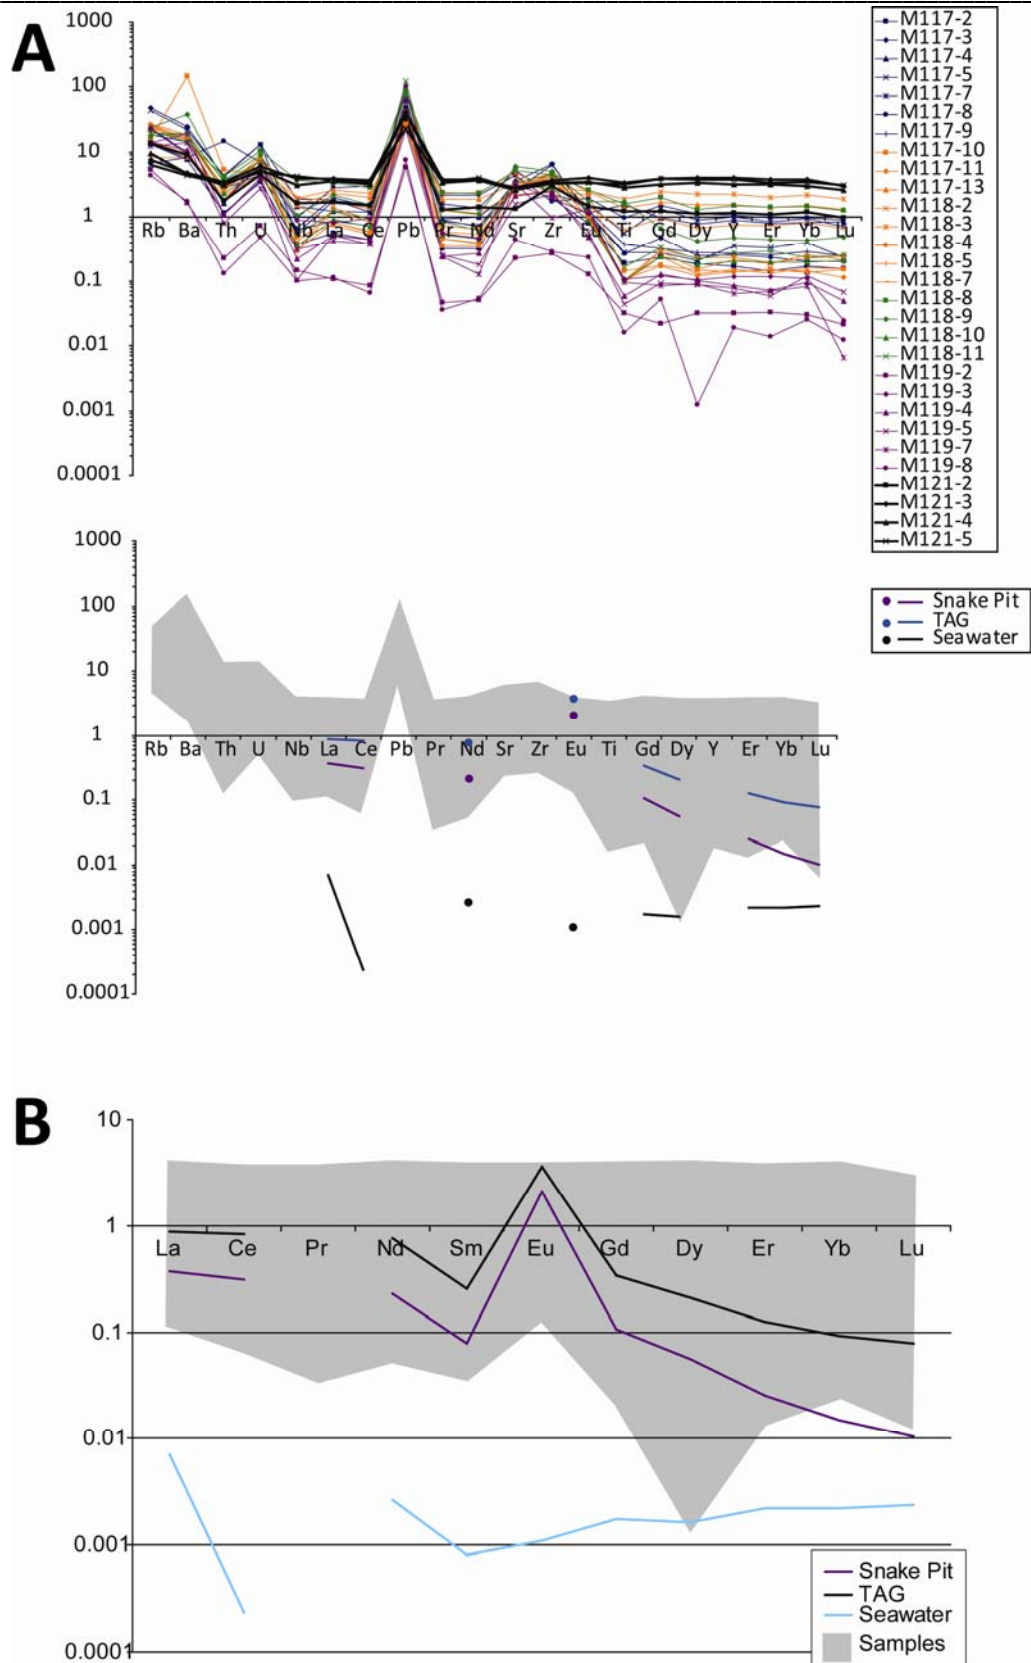 A
1000
100
10
1
0.1
0.01
0.001
0.0001
Rb Ba Th U Nb La Ce Pb Pr Nd Sr Zr Eu Ti Gd Dy Y Er Yb Lu
M117-2
M117-3
M117-4
M117-5
M117-7
M117-8
M117-9
M117-10
M117-11
M117-13
M118-2
M118-3
M118-4
M118-5
M118-7
M118-8
M118-9
M118-10
M118-11
M119-2
M119-3
M119-4
M119-5
M119-7
M119-8
M121-2
M121-3
M121-4
M121-5
1000
100
10
1
0.1
0.01
0.001
0.0001
Rb Ba Th U Nb La Ce Pb Pr Nd Sr Zr Eu Ti Gd Dy Y Er Yb Lu
Snake Pit
TAG
Seawater
B
10
1
0.1
0.01
0.001
0.0001
La Ce Pr Nd Sm Eu Gd Dy Er Yb Lu
Snake Pit
TAG
Seawater
Samples